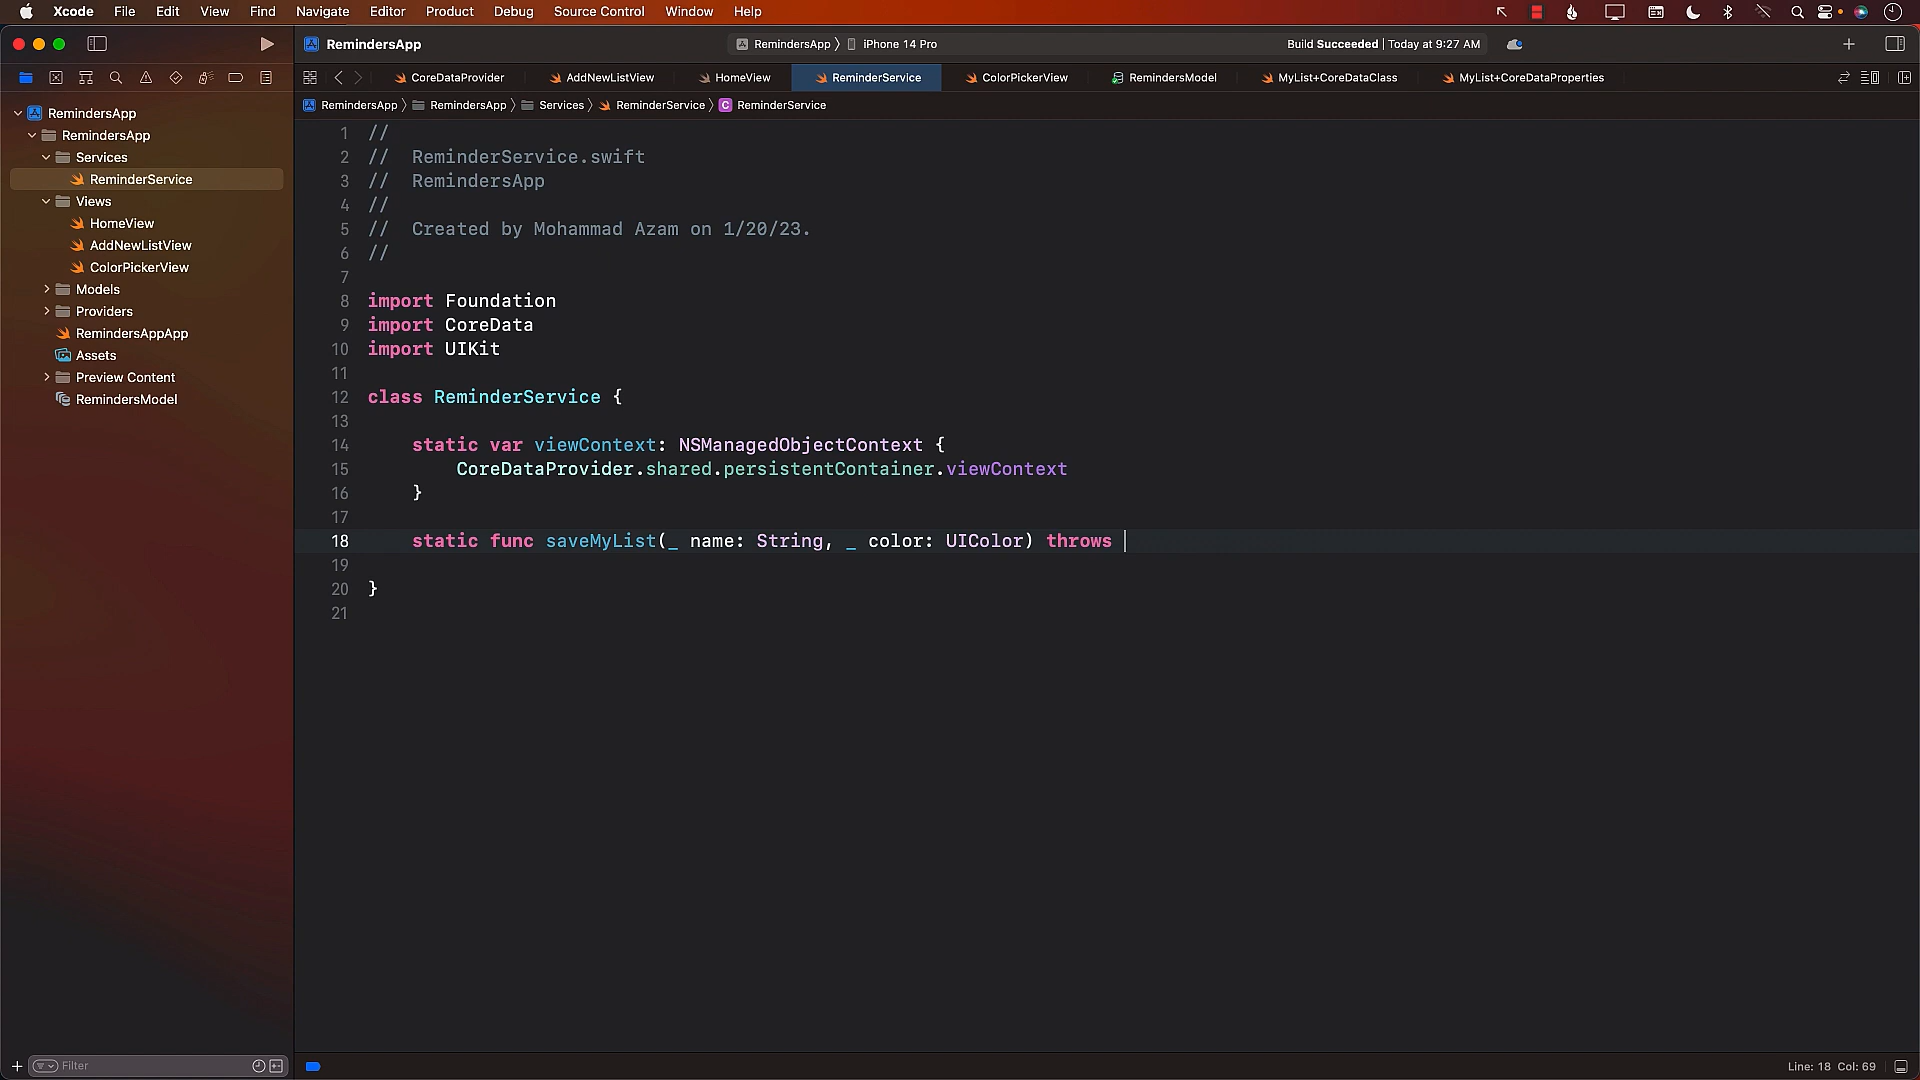 Xcode File Edit View Find Navigate Editor Product Debug Source Control Window Help
RemindersApp RemindersApp 〉 iPhone 14 Pro Build Succeeded | Today at 9:27 AM
CoreDataProvider AddNewListView HomeView ReminderService ColorPickerView RemindersModel MyList+CoreDataClass MyList+CoreDataProperties
RemindersApp 〉 RemindersApp 〉 Services 〉 ReminderService 〉 C ReminderService
RemindersApp
RemindersApp
Services
ReminderService
Views
HomeView
AddNewListView
ColorPickerView
Models
Providers
RemindersAppApp
Assets
Preview Content
RemindersModel
Filter
1 //
2 //  ReminderService.swift
3 //  RemindersApp
4 //
5 //  Created by Mohammad Azam on 1/20/23.
6 //
7
8 import Foundation
9 import CoreData
10 import UIKit
11
12 class ReminderService {
13
14     static var viewContext: NSManagedObjectContext {
15         CoreDataProvider.shared.persistentContainer.viewContext
16     }
17
18     static func saveMyList(_ name: String, _ color: UIColor) throws
19
20 }
21
Line: 18 Col: 69